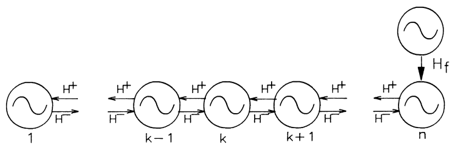 H_f
H+ H+ H+ H+ H+ H+
H- H- H- H- H- H-
1 k-1 k k+1 n